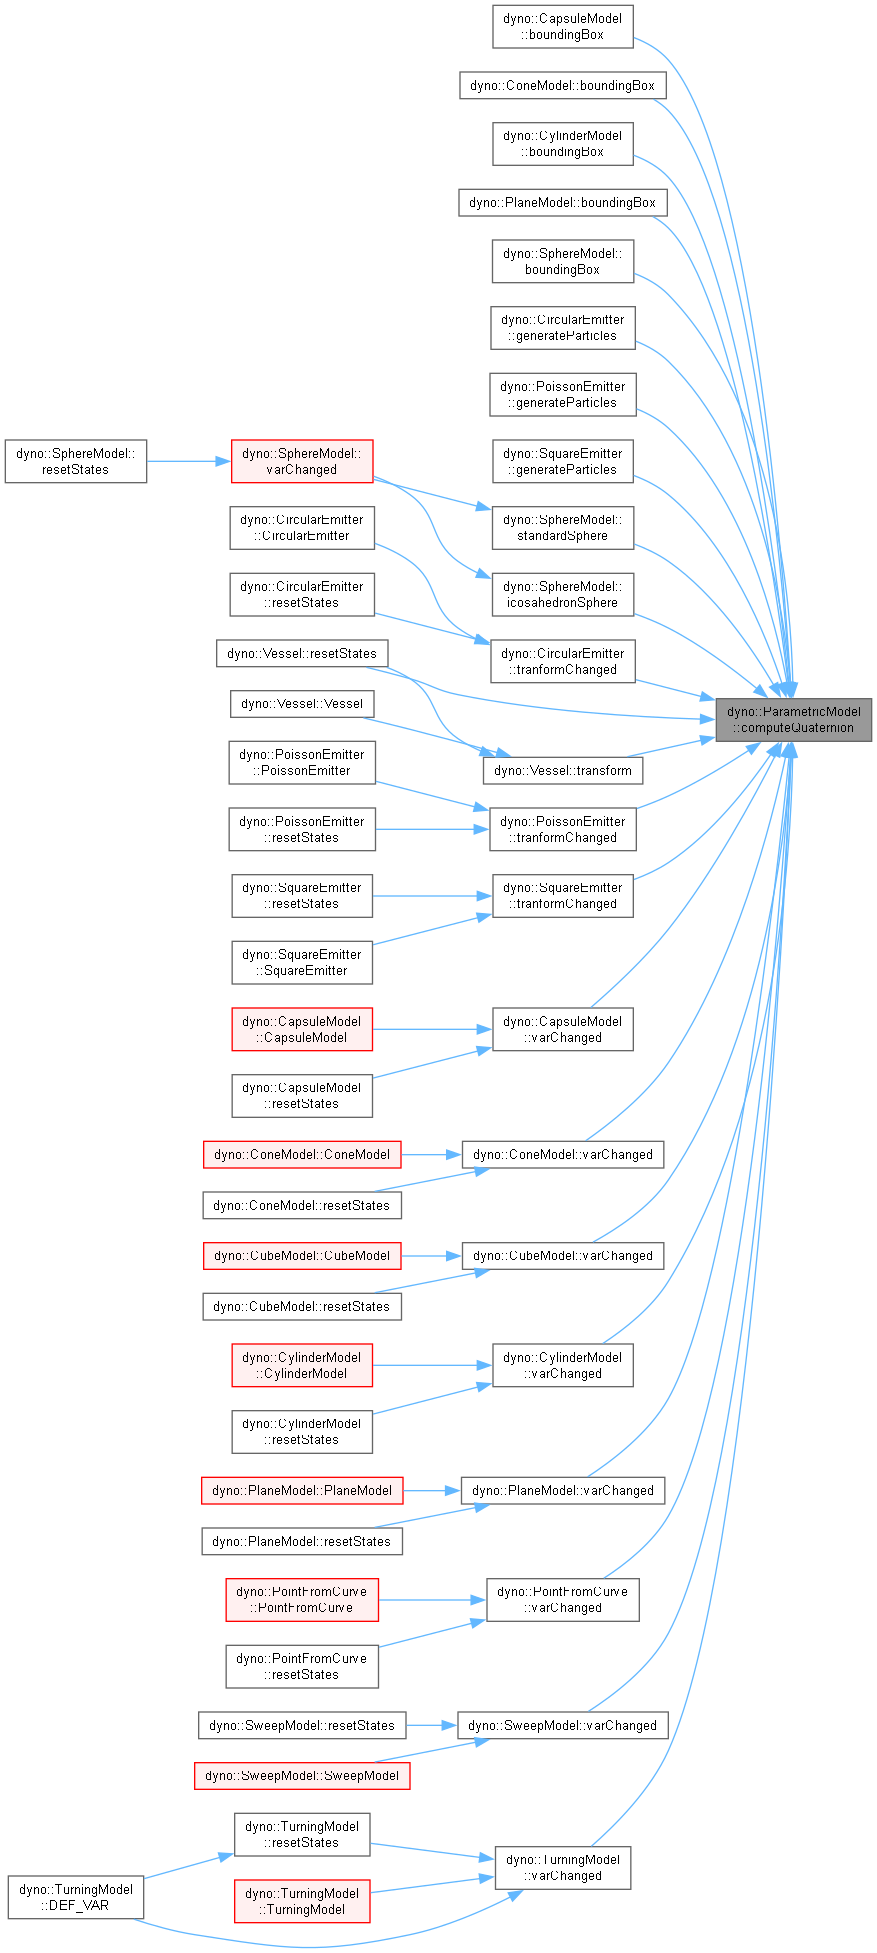 dyno::CapsuleModel
::boundingBox
dyno::ConeModel::boundingBox
dyno::CylinderModel
::boundingBox
dyno::PlaneModel::boundingBox
dyno::SphereModel::
boundingBox
dyno::CircularEmitter
::generateParticles
dyno::PoissonEmitter
::generateParticles
dyno::SphereModel::
resetStates
dyno::SphereModel::
varChanged
dyno::SquareEmitter
::generateParticles
dyno::CircularEmitter
::CircularEmitter
dyno::SphereModel::
standardSphere
dyno::CircularEmitter
::resetStates
dyno::SphereModel::
icosahedronSphere
dyno::Vessel::resetStates
dyno::CircularEmitter
::tranformChanged
dyno::Vessel::Vessel
dyno::ParametricModel
::computeQuaternion
dyno::PoissonEmitter
::PoissonEmitter
dyno::Vessel::transform
dyno::PoissonEmitter
::resetStates
dyno::PoissonEmitter
::tranformChanged
dyno::SquareEmitter
::resetStates
dyno::SquareEmitter
::tranformChanged
dyno::SquareEmitter
::SquareEmitter
dyno::CapsuleModel
::CapsuleModel
dyno::CapsuleModel
::varChanged
dyno::CapsuleModel
::resetStates
dyno::ConeModel::ConeModel
dyno::ConeModel::varChanged
dyno::ConeModel::resetStates
dyno::CubeModel::CubeModel
dyno::CubeModel::varChanged
dyno::CubeModel::resetStates
dyno::CylinderModel
::CylinderModel
dyno::CylinderModel
::varChanged
dyno::CylinderModel
::resetStates
dyno::PlaneModel::PlaneModel
dyno::PlaneModel::varChanged
dyno::PlaneModel::resetStates
dyno::PointFromCurve
::PointFromCurve
dyno::PointFromCurve
::varChanged
dyno::PointFromCurve
::resetStates
dyno::SweepModel::resetStates
dyno::SweepModel::varChanged
dyno::SweepModel::SweepModel
dyno::TurningModel
::resetStates
dyno::TurningModel
::varChanged
dyno::TurningModel
::DEF_VAR
dyno::TurningModel
::TurningModel